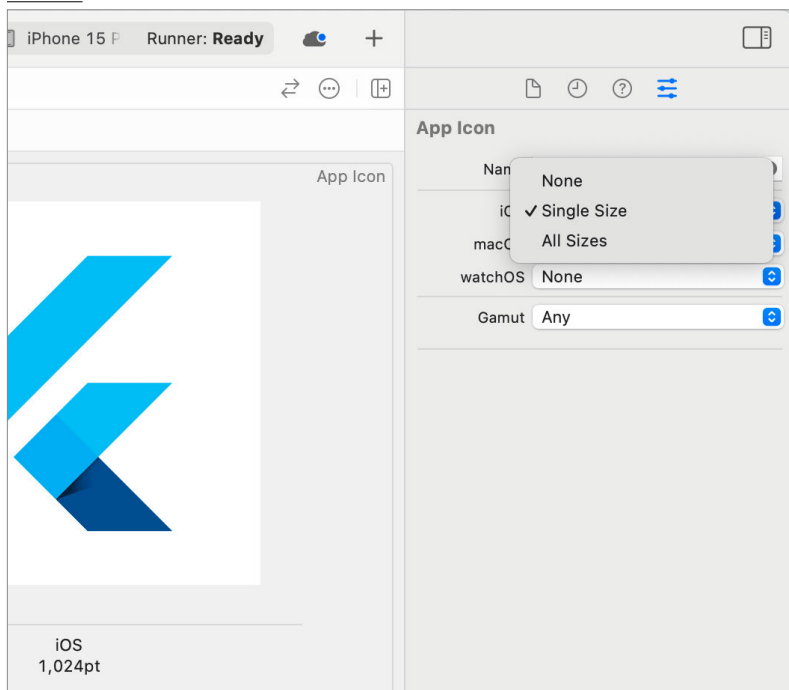 iPhone 15 P Runner: Ready
App Icon
App Icon
Nan
None
iO
Single Size
macO
All Sizes
watchOS None
Gamut Any
iOS
1,024pt